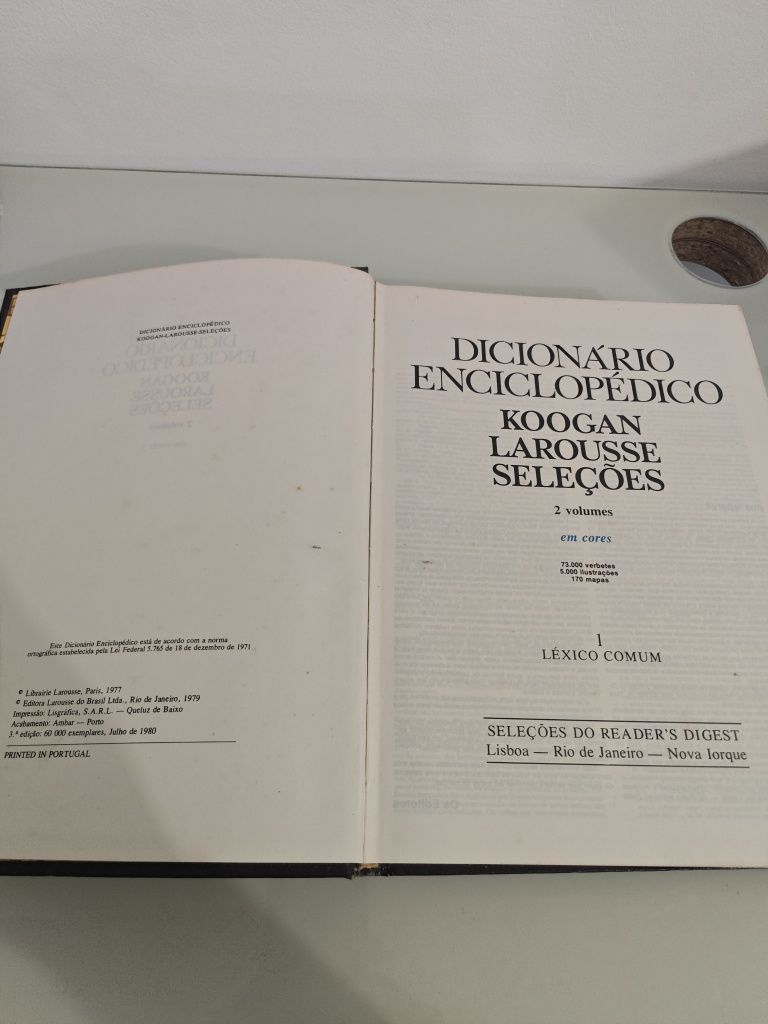 DICIONÁRIO ENCICLOPÉDICO
KOOGAN-LAROUSSE-SELEÇÕES
Este Dicionário Enciclopédico está de acordo com a norma
ortográfica estabelecida pela Lei Federal 5.765 de 18 de dezembro de 1971
© Librairie Larousse, Paris, 1977
© Editora Larousse do Brasil Ltda., Rio de Janeiro, 1979
Impressão: Lisgráfica, S.A.R.L. — Queluz de Baixo
Acabamento: Ambar — Porto
3.ª edição: 60 000 exemplares, Julho de 1980
PRINTED IN PORTUGAL
DICIONÁRIO
ENCICLOPÉDICO
KOOGAN
LAROUSSE
SELEÇÕES
2 volumes
em cores
73.000 verbetes
5.000 ilustrações
170 mapas
1
LÉXICO COMUM
SELEÇÕES DO READER'S DIGEST
Lisboa — Rio de Janeiro — Nova Iorque